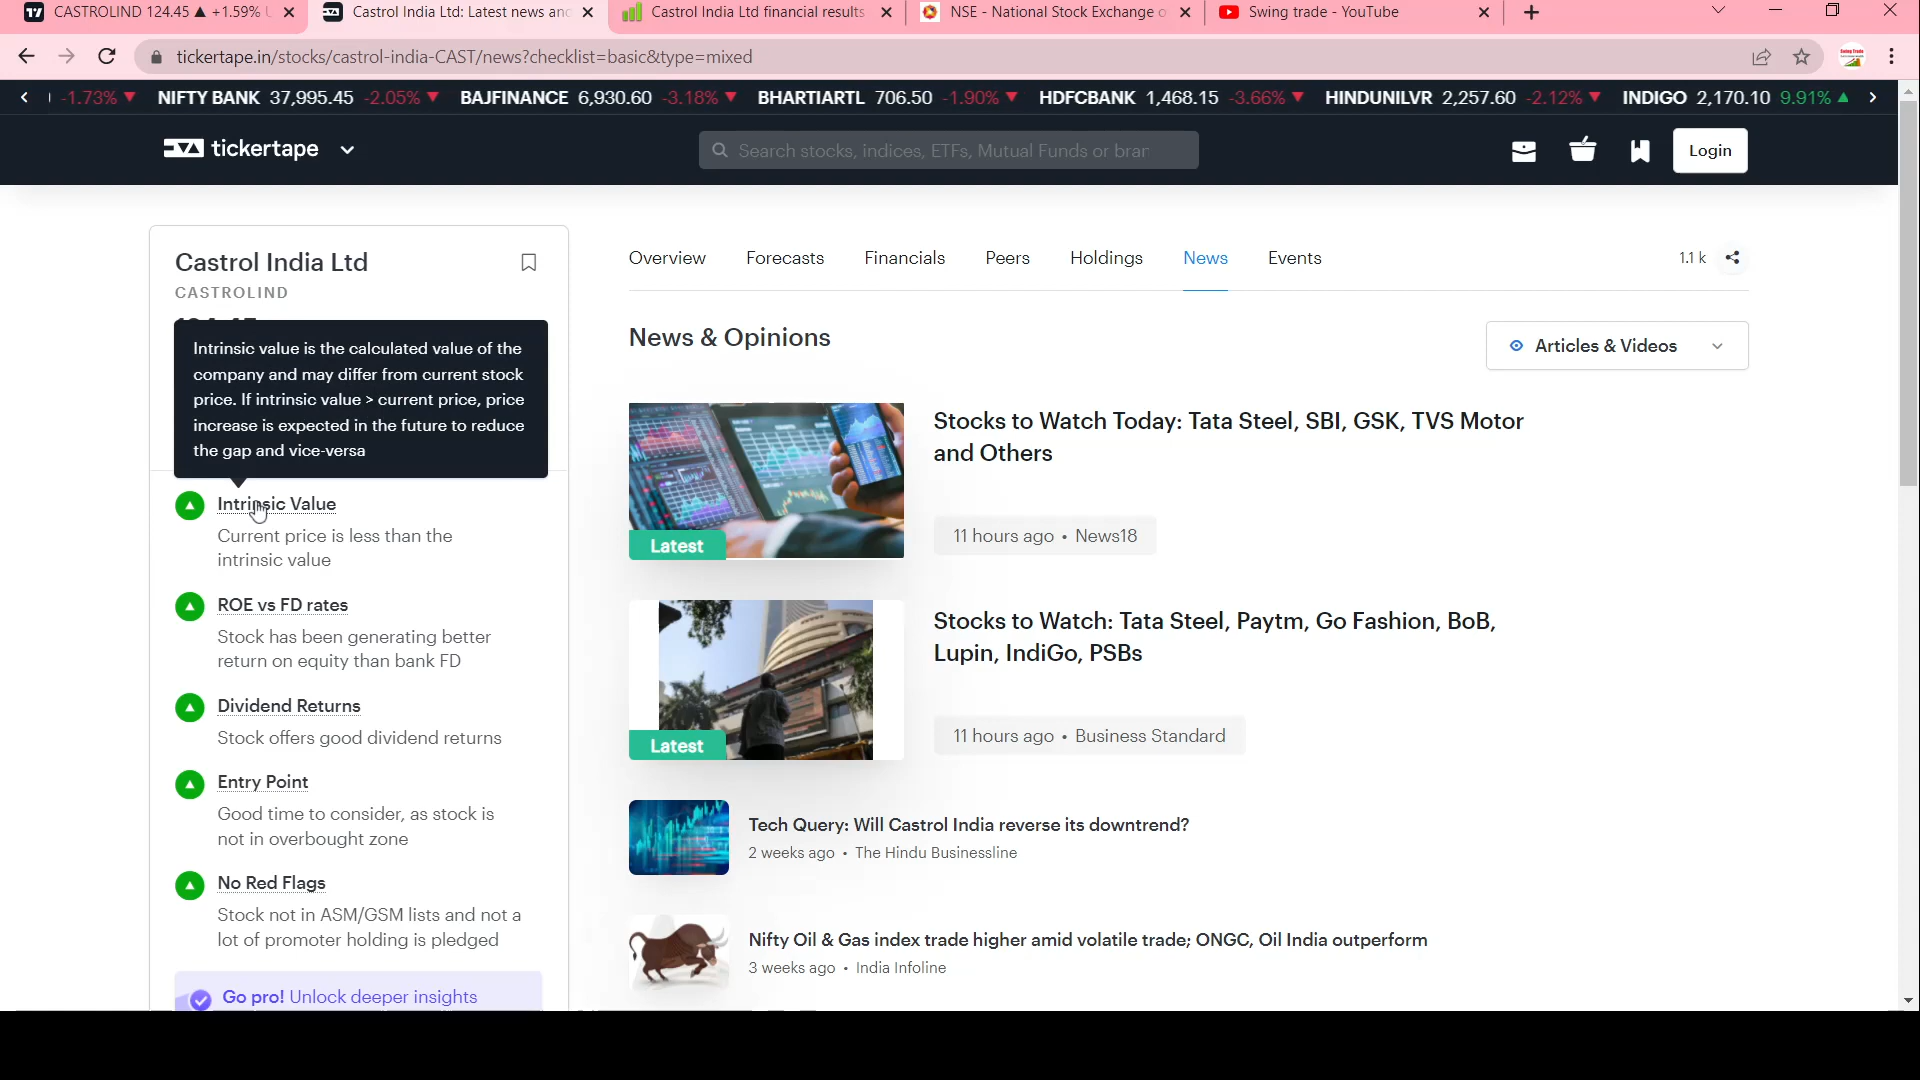 CASTROLIND 124.45 ▲ +1.59%
Castrol India Ltd: Latest news and
Castrol India Ltd financial results
NSE - National Stock Exchange o
Swing trade - YouTube
tickertape.in/stocks/castrol-india-CAST/news?checklist=basic&type=mixed
-1.73% ▼ NIFTY BANK 37,995.45 -2.05% ▼ BAJFINANCE 6,930.60 -3.18% ▼ BHARTIARTL 706.50 -1.90% ▼ HDFCBANK 1,468.15 -3.66% ▼ HINDUNILVR 2,257.60 -2.12% ▼ INDIGO 2,170.10 9.91% ▲
tickertape
Search stocks, indices, ETFs, Mutual Funds or brar
Login
Castrol India Ltd
CASTROLIND
Intrinsic value is the calculated value of the
company and may differ from current stock
price. If intrinsic value > current price, price
increase is expected in the future to reduce
the gap and vice-versa
Intrinsic Value
Current price is less than the
intrinsic value
ROE vs FD rates
Stock has been generating better
return on equity than bank FD
Dividend Returns
Stock offers good dividend returns
Entry Point
Good time to consider, as stock is
not in overbought zone
No Red Flags
Stock not in ASM/GSM lists and not a
lot of promoter holding is pledged
Go pro! Unlock deeper insights
Overview Forecasts Financials Peers Holdings News Events
1.1 k
News & Opinions
Articles & Videos
Latest
Stocks to Watch Today: Tata Steel, SBI, GSK, TVS Motor
and Others
11 hours ago • News18
Latest
Stocks to Watch: Tata Steel, Paytm, Go Fashion, BoB,
Lupin, IndiGo, PSBs
11 hours ago • Business Standard
Tech Query: Will Castrol India reverse its downtrend?
2 weeks ago • The Hindu Businessline
Nifty Oil & Gas index trade higher amid volatile trade; ONGC, Oil India outperform
3 weeks ago • India Infoline